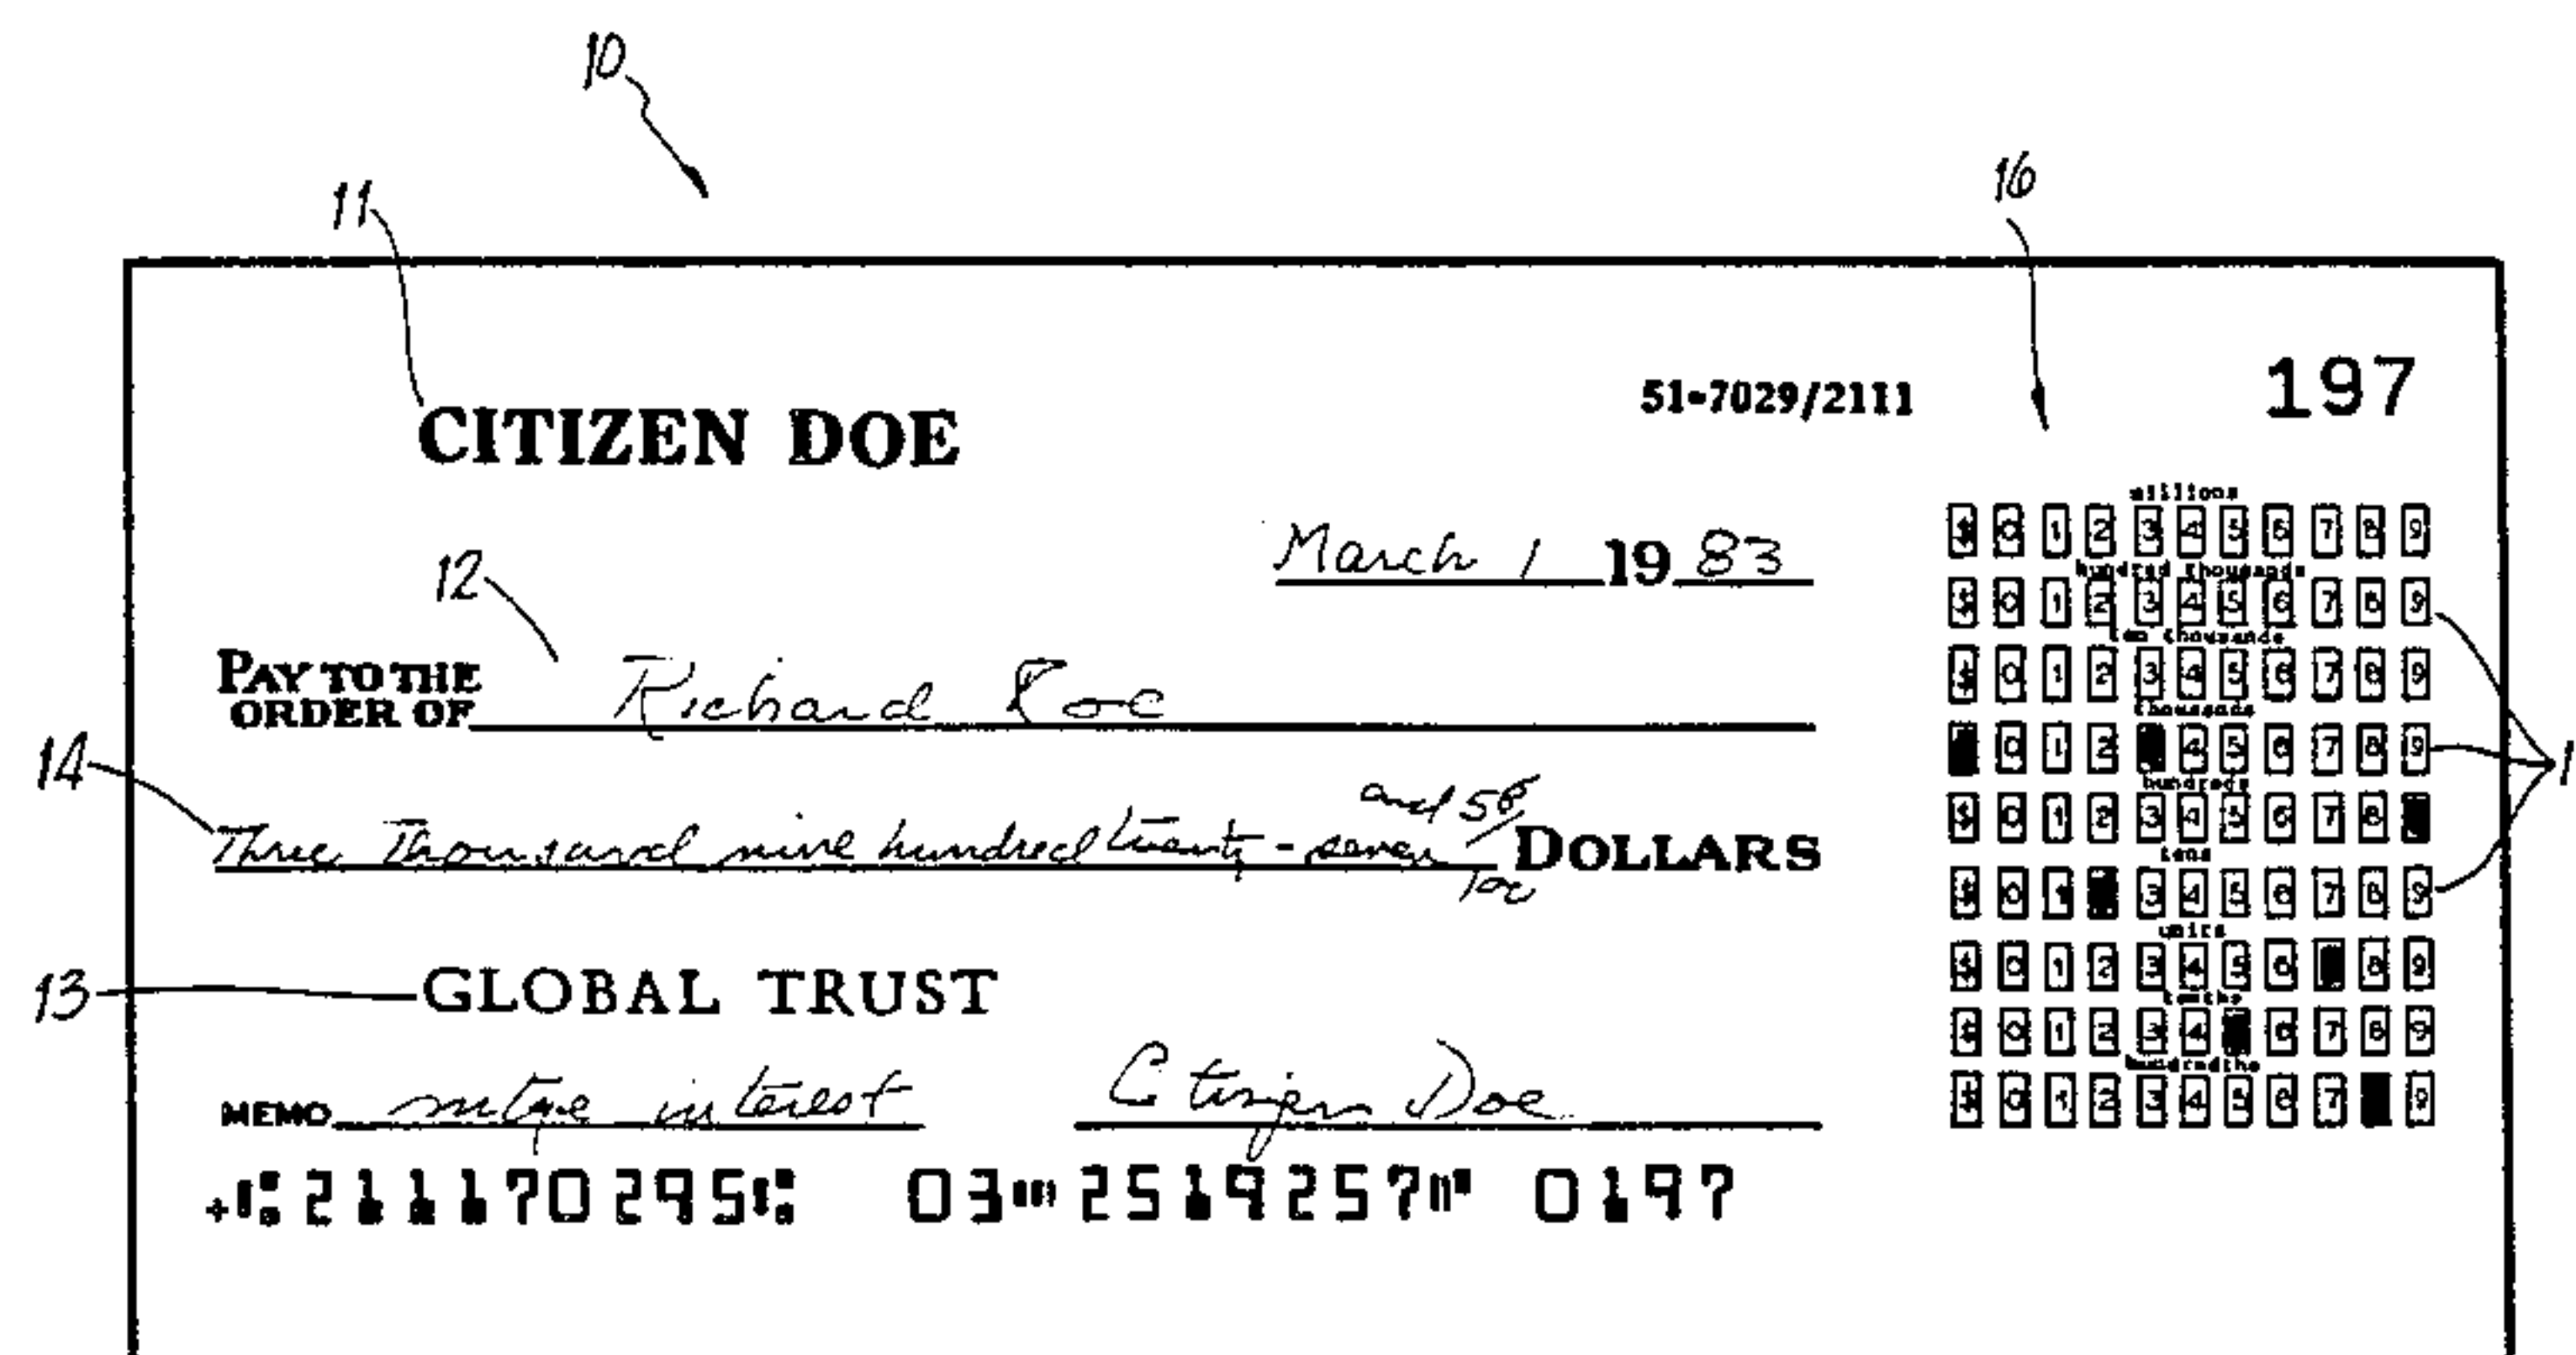 10
11
16
CITIZEN DOE
51-7029/2111
197
millions
$ 0 1 2 3 4 5 6 7 8 9
March 1 19 83
hundred thousands
$ 0 1 2 3 4 5 6 7 8 9
12
ten thousands
$ 0 1 2 3 4 5 6 7 8 9
PAY TO THE
ORDER OF Richard Roe
thousands
0 1 2 4 5 6 7 8 9
1
14
hundreds
$ 0 1 2 3 4 5 6 7 8
Three Thousand nine hundred twenty-seven and 58/100 DOLLARS
tens
$ 0 1 3 4 5 6 7 8 9
units
$ 0 1 2 3 4 5 6 8 9
13
GLOBAL TRUST
tenths
$ 0 1 2 3 4 6 7 8 9
hundredths
$ 0 1 2 3 4 5 6 7 9
MEMO mtge interest
Citizen Doe
211170295 03 2519257 0197